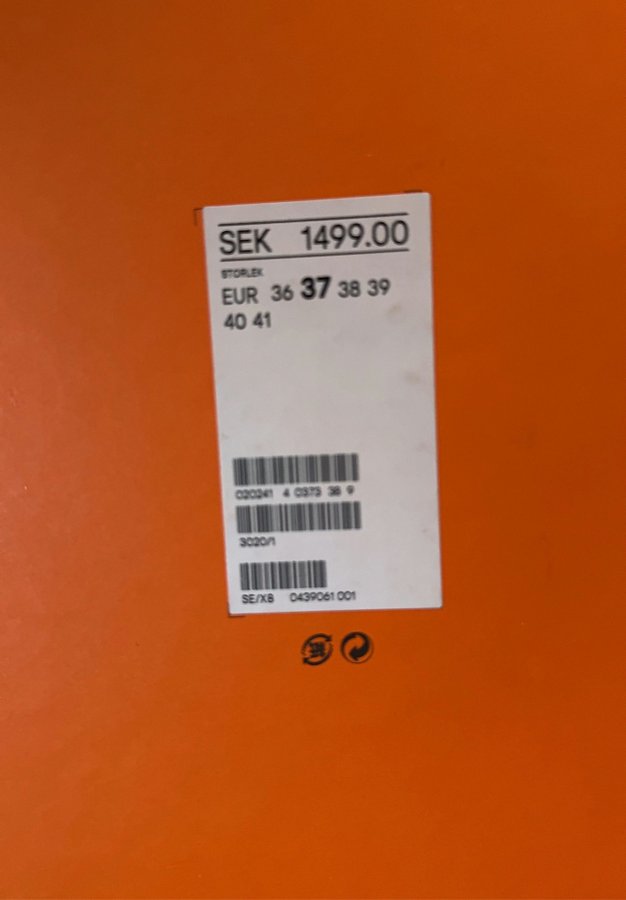 SEK 1499.00
STORLEK
EUR 36 37 38 39
40 41
020241 4 0373 38 9
3020/1
SE/XB 0439061 001